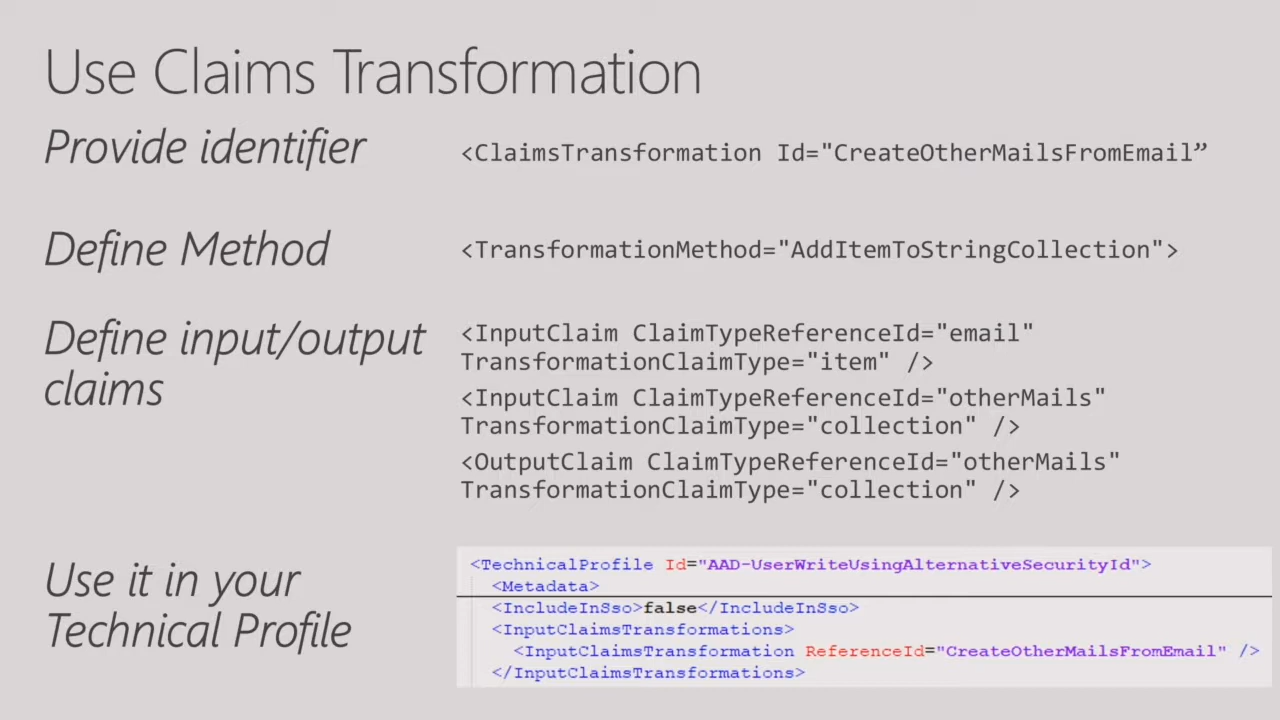 Use Claims Transformation
Provide identifier
<ClaimsTransformation Id="CreateOtherMailsFromEmail”
Define Method
<TransformationMethod="AddItemToStringCollection">
Define input/output
claims
<InputClaim ClaimTypeReferenceId="email"
TransformationClaimType="item" />
<InputClaim ClaimTypeReferenceId="otherMails"
TransformationClaimType="collection" />
<OutputClaim ClaimTypeReferenceId="otherMails"
TransformationClaimType="collection" />
Use it in your
Technical Profile
<TechnicalProfile Id="AAD-UserWriteUsingAlternativeSecurityId">
<Metadata>
<IncludeInSso>false</IncludeInSso>
<InputClaimsTransformations>
<InputClaimsTransformation ReferenceId="CreateOtherMailsFromEmail" />
</InputClaimsTransformations>